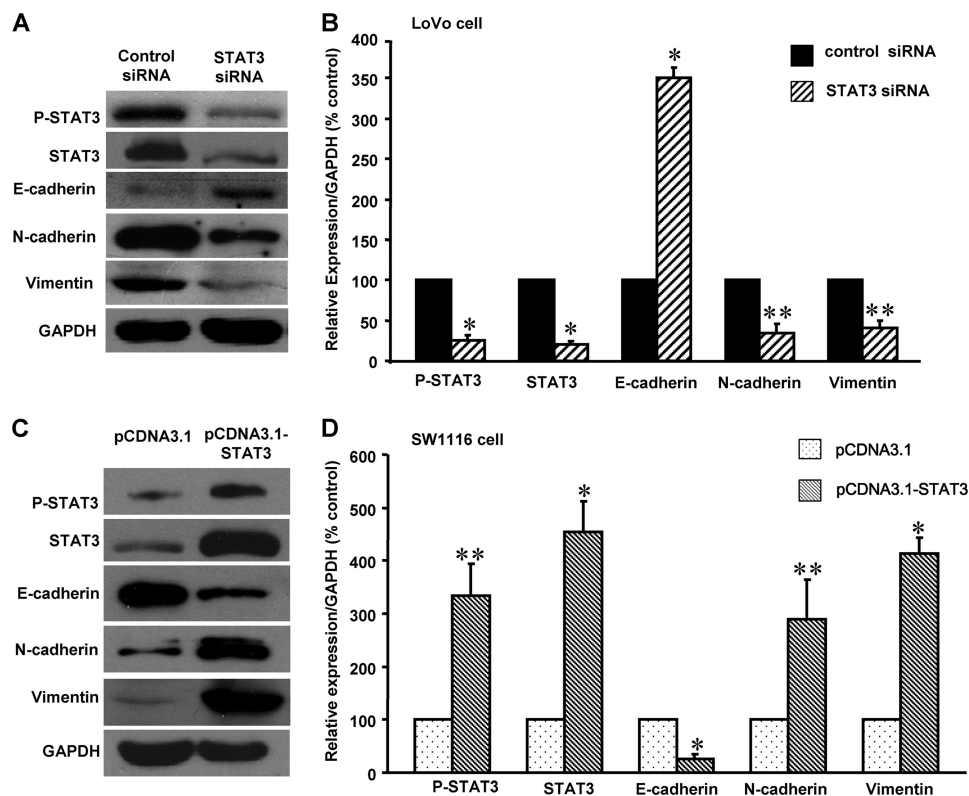 A
Control
siRNA
STAT3
siRNA
P-STAT3
STAT3
E-cadherin
N-cadherin
Vimentin
GAPDH
B
LoVo cell
Relative Expression/GAPDH (% control)
400
350
300
250
200
150
100
50
0
control siRNA
STAT3 siRNA
*
*
*
**
**
P-STAT3 STAT3 E-cadherin N-cadherin Vimentin
C
pCDNA3.1
pCDNA3.1-
STAT3
P-STAT3
STAT3
E-cadherin
N-cadherin
Vimentin
GAPDH
D
SW1116 cell
Relative expression/GAPDH (% control)
600
500
400
300
200
100
0
pCDNA3.1
pCDNA3.1-STAT3
**
*
*
**
*
P-STAT3 STAT3 E-cadherin N-cadherin Vimentin